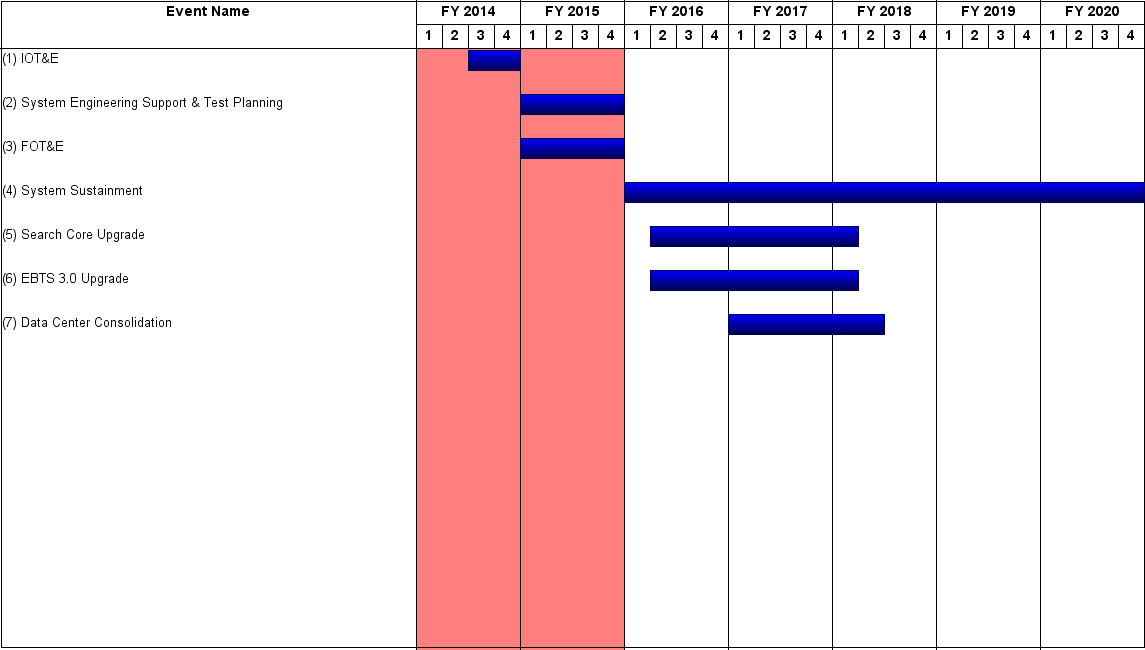 Event Name FY 2014 FY 2015 FY 2016 FY 2017 FY 2018 FY 2019 FY 2020
1 2 3 4 1 2 3 4 1 2 3 4 1 2 3 4 1 2 3 4 1 2 3 4 1 2 3 4
(1) IOT&E
(2) System Engineering Support & Test Planning
(3) FOT&E
(4) System Sustainment
(5) Search Core Upgrade
(6) EBTS 3.0 Upgrade
(7) Data Center Consolidation